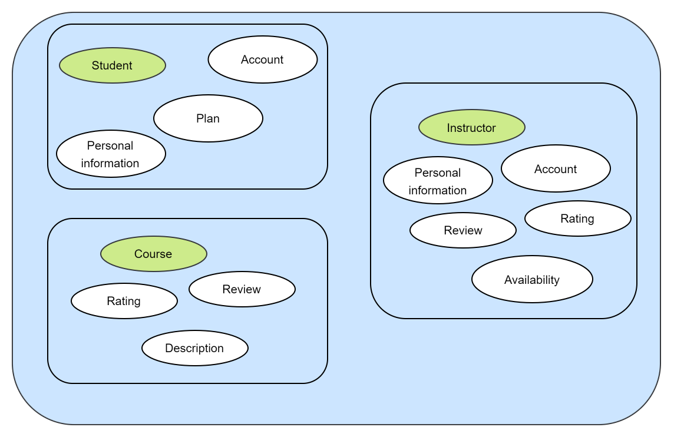 Student
Account
Plan
Personal
information
Course
Rating
Review
Description
Instructor
Personal
information
Account
Review
Rating
Availability